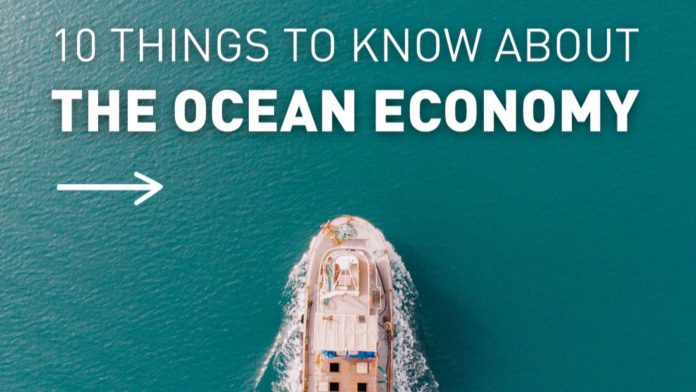 10 THINGS TO KNOW ABOUT
THE OCEAN ECONOMY